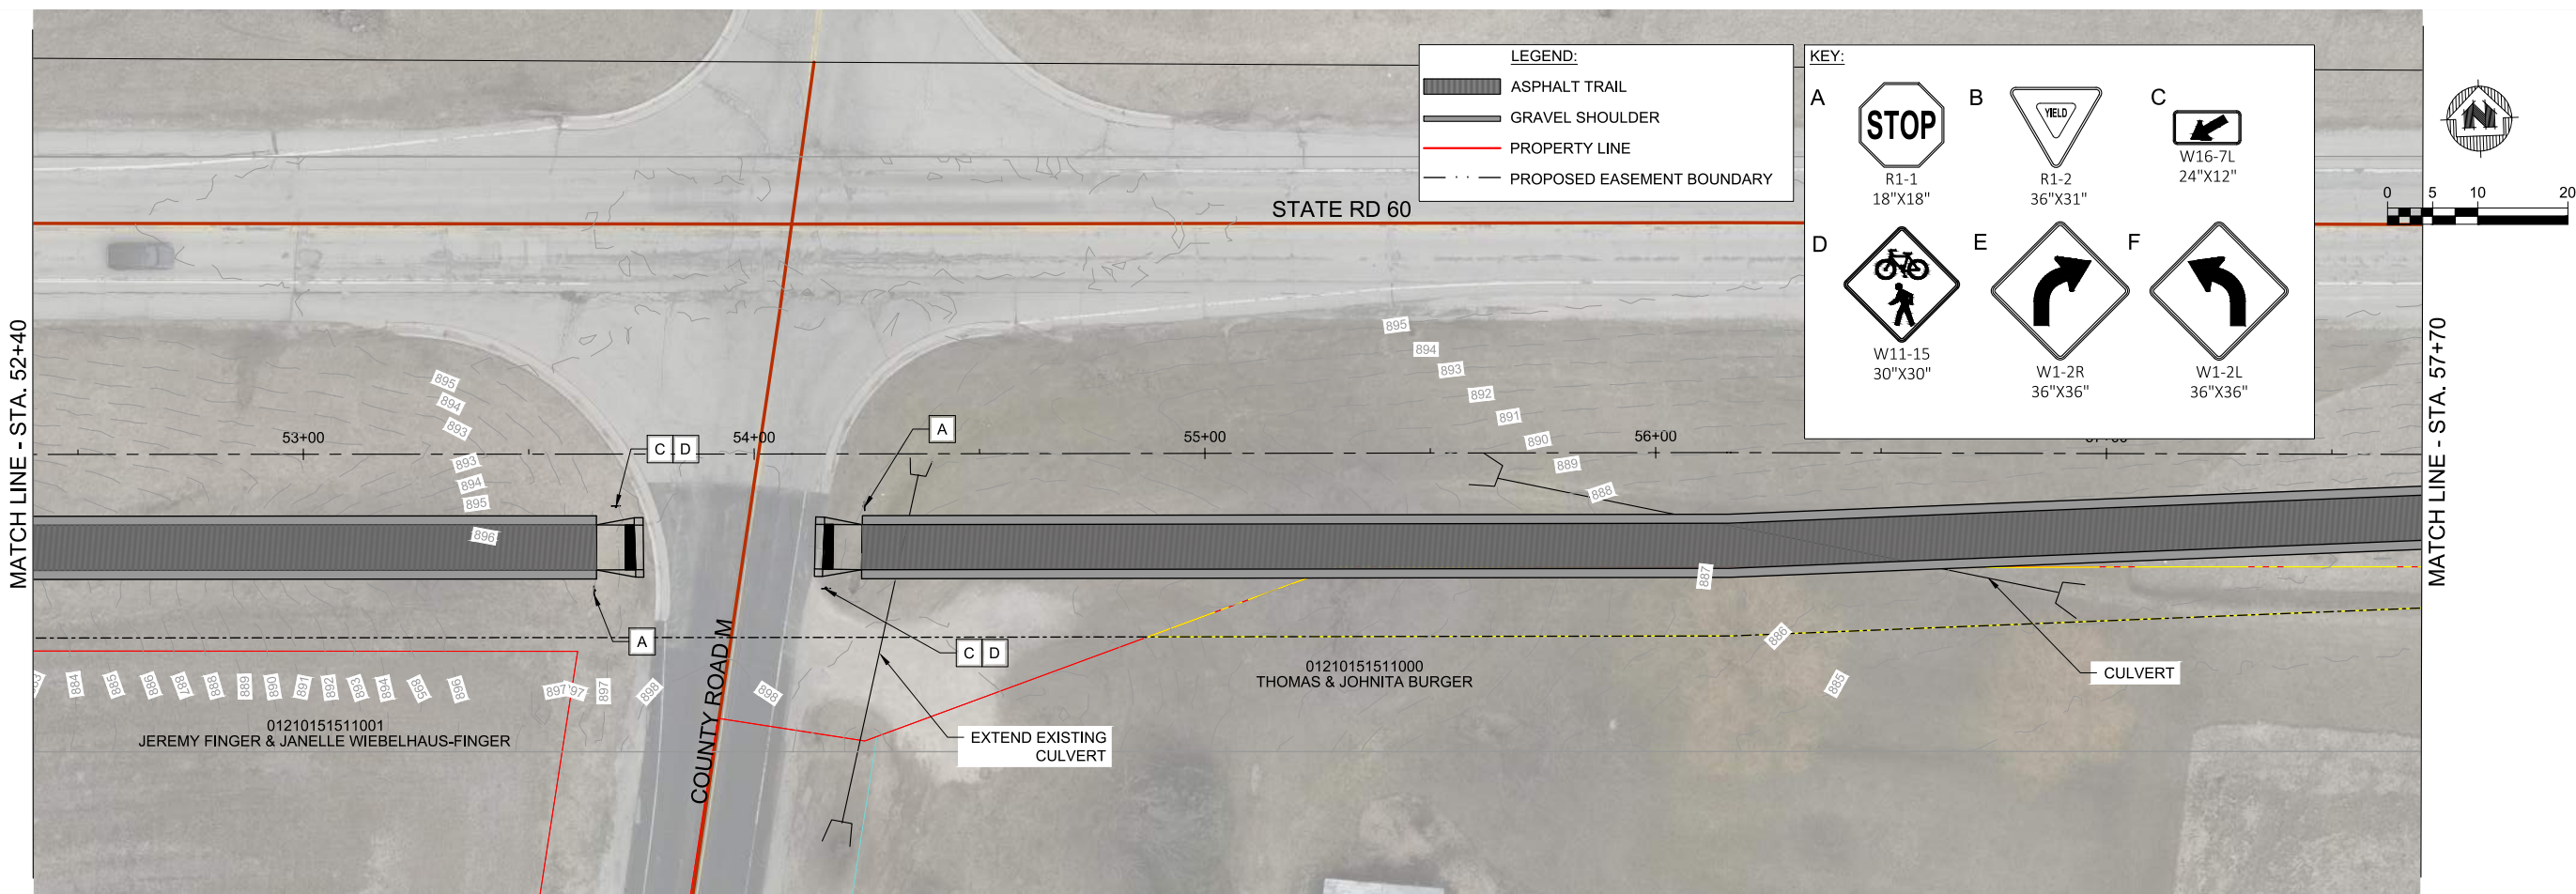 LEGEND:
ASPHALT TRAIL
GRAVEL SHOULDER
PROPERTY LINE
PROPOSED EASEMENT BOUNDARY
KEY:
A
STOP
R1-1
18"X18"
B
YIELD
R1-2
36"X31"
C
W16-7L
24"X12"
D
W11-15
30"X30"
E
W1-2R
36"X36"
F
W1-2L
36"X36"
N
0 5 10 20
STATE RD 60
MATCH LINE - STA. 52+40
MATCH LINE - STA. 57+70
53+00
54+00
55+00
56+00
895
894
893
893
894
895
896
895
894
893
892
891
890
889
888
887
886
885
C D
A
A
C D
COUNTY ROAD M
884
885
886
887
888
889
890
891
892
893
894
895
896
897
897
898
898
01210151511001
JEREMY FINGER & JANELLE WIEBELHAUS-FINGER
01210151511000
THOMAS & JOHNITA BURGER
EXTEND EXISTING
CULVERT
CULVERT